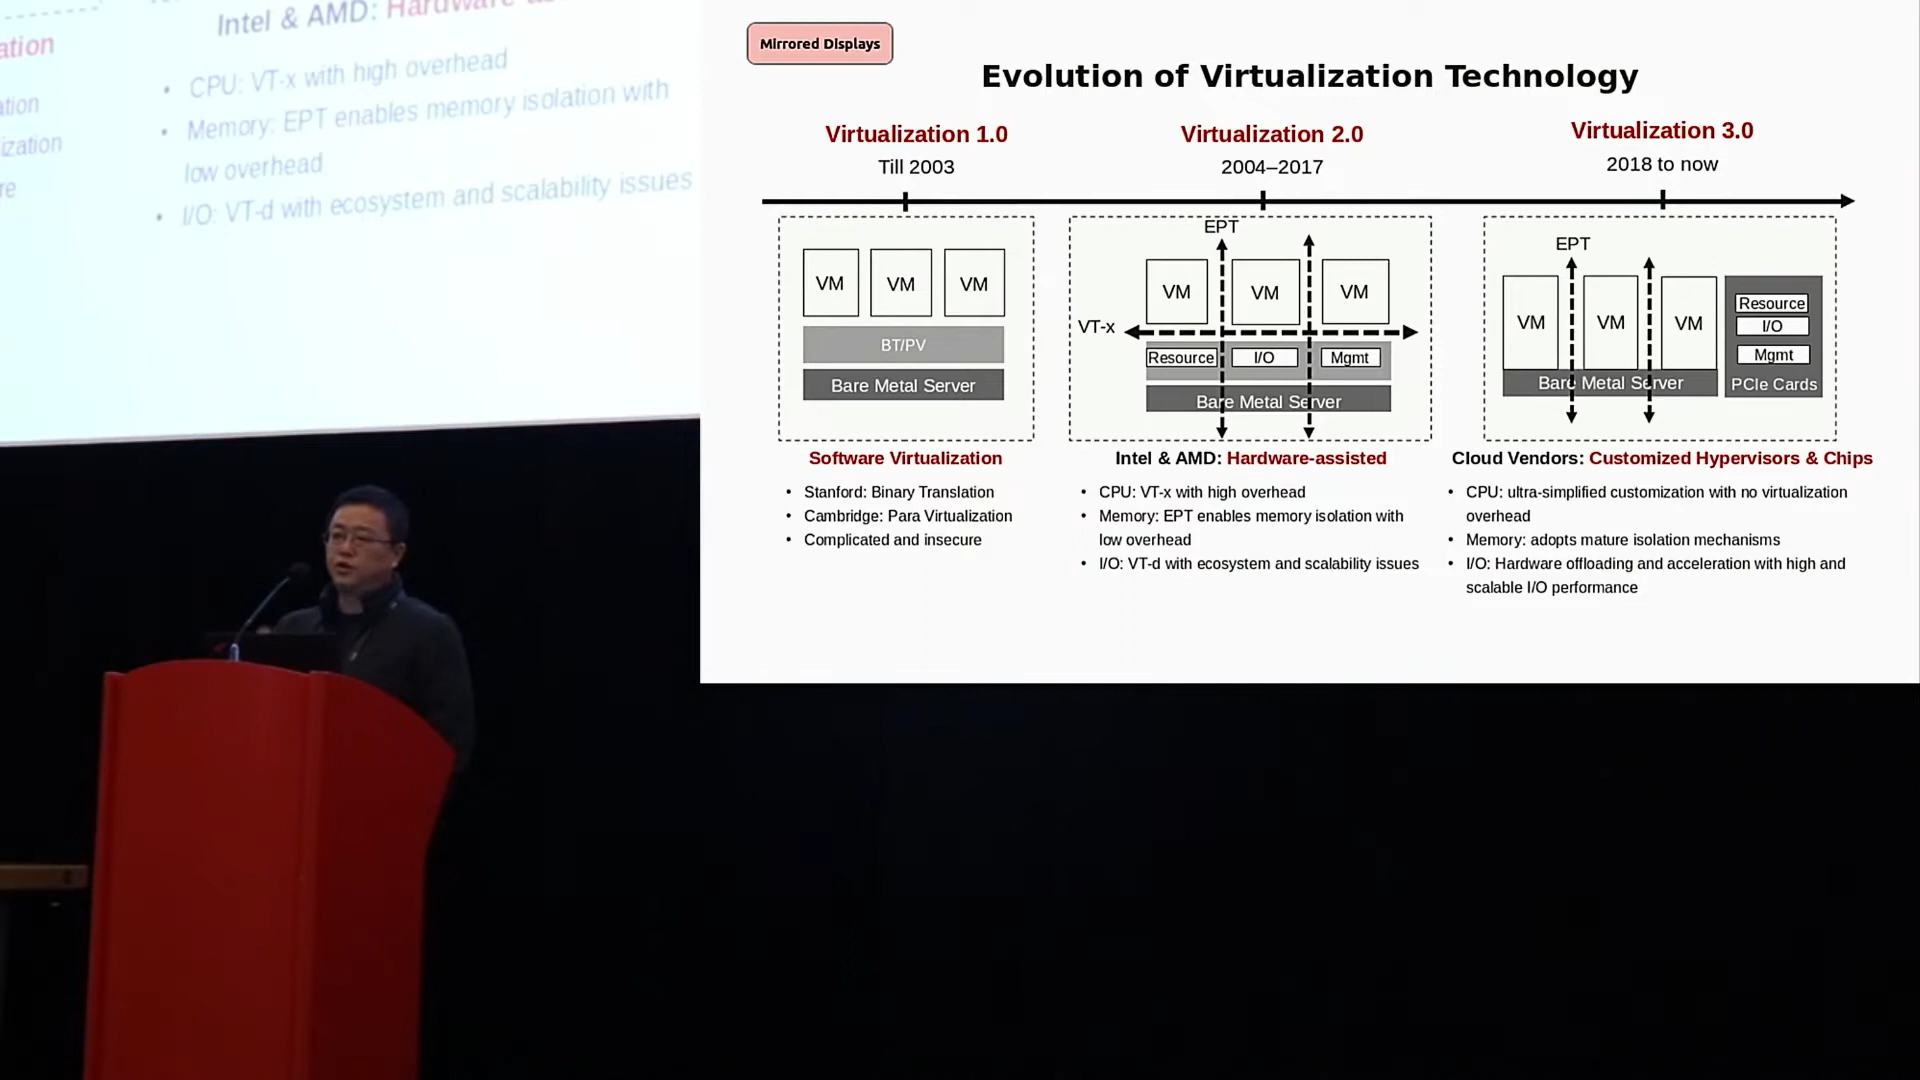 ation
ation
ization
re
Intel & AMD:
• CPU: VT-x with high overhead
• Memory: EPT enables memory isolation with
low overhead
• I/O: VT-d with ecosystem and scalability issues
Mirrored Displays
Evolution of Virtualization Technology
Virtualization 1.0
Till 2003
VM VM VM
BT/PV
Bare Metal Server
Software Virtualization
• Stanford: Binary Translation
• Cambridge: Para Virtualization
• Complicated and insecure
Virtualization 2.0
2004–2017
EPT
VM VM VM
VT-x
Resource I/O Mgmt
Bare Metal Server
Intel & AMD: Hardware-assisted
• CPU: VT-x with high overhead
• Memory: EPT enables memory isolation with
low overhead
• I/O: VT-d with ecosystem and scalability issues
Virtualization 3.0
2018 to now
EPT
VM VM VM
Resource
I/O
Mgmt
Bare Metal Server
PCIe Cards
Cloud Vendors: Customized Hypervisors & Chips
• CPU: ultra-simplified customization with no virtualization
overhead
• Memory: adopts mature isolation mechanisms
• I/O: Hardware offloading and acceleration with high and
scalable I/O performance